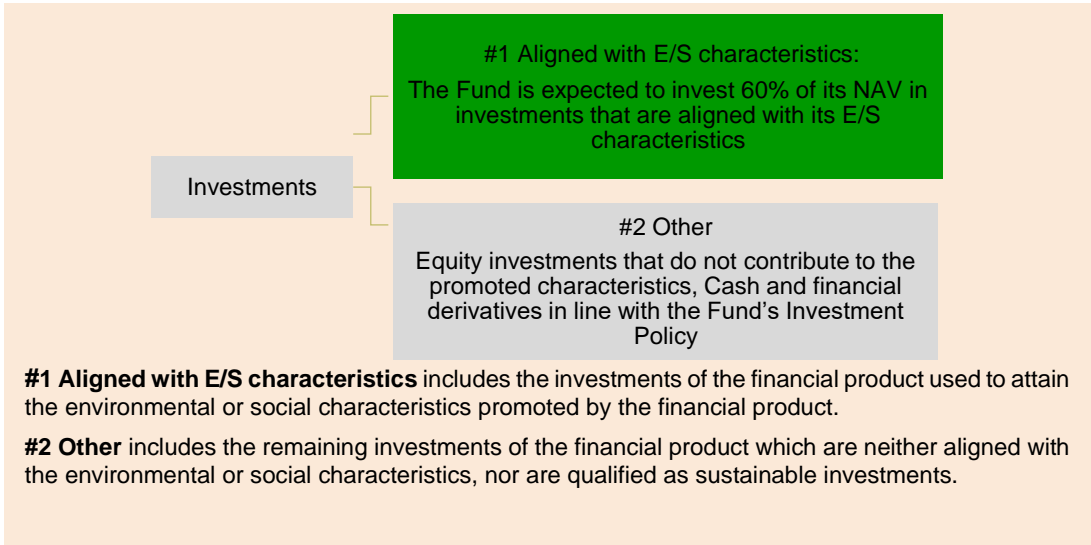 #1 Aligned with E/S characteristics:
The Fund is expected to invest 60% of its NAV in
investments that are aligned with its E/S
characteristics
Investments
#2 Other
Equity investments that do not contribute to the
promoted characteristics, Cash and financial
derivatives in line with the Fund's Investment
Policy
#1 Aligned with E/S characteristics includes the investments of the financial product used to attain
the environmental or social characteristics promoted by the financial product.
#2 Other includes the remaining investments of the financial product which are neither aligned with
the environmental or social characteristics, nor are qualified as sustainable investments.